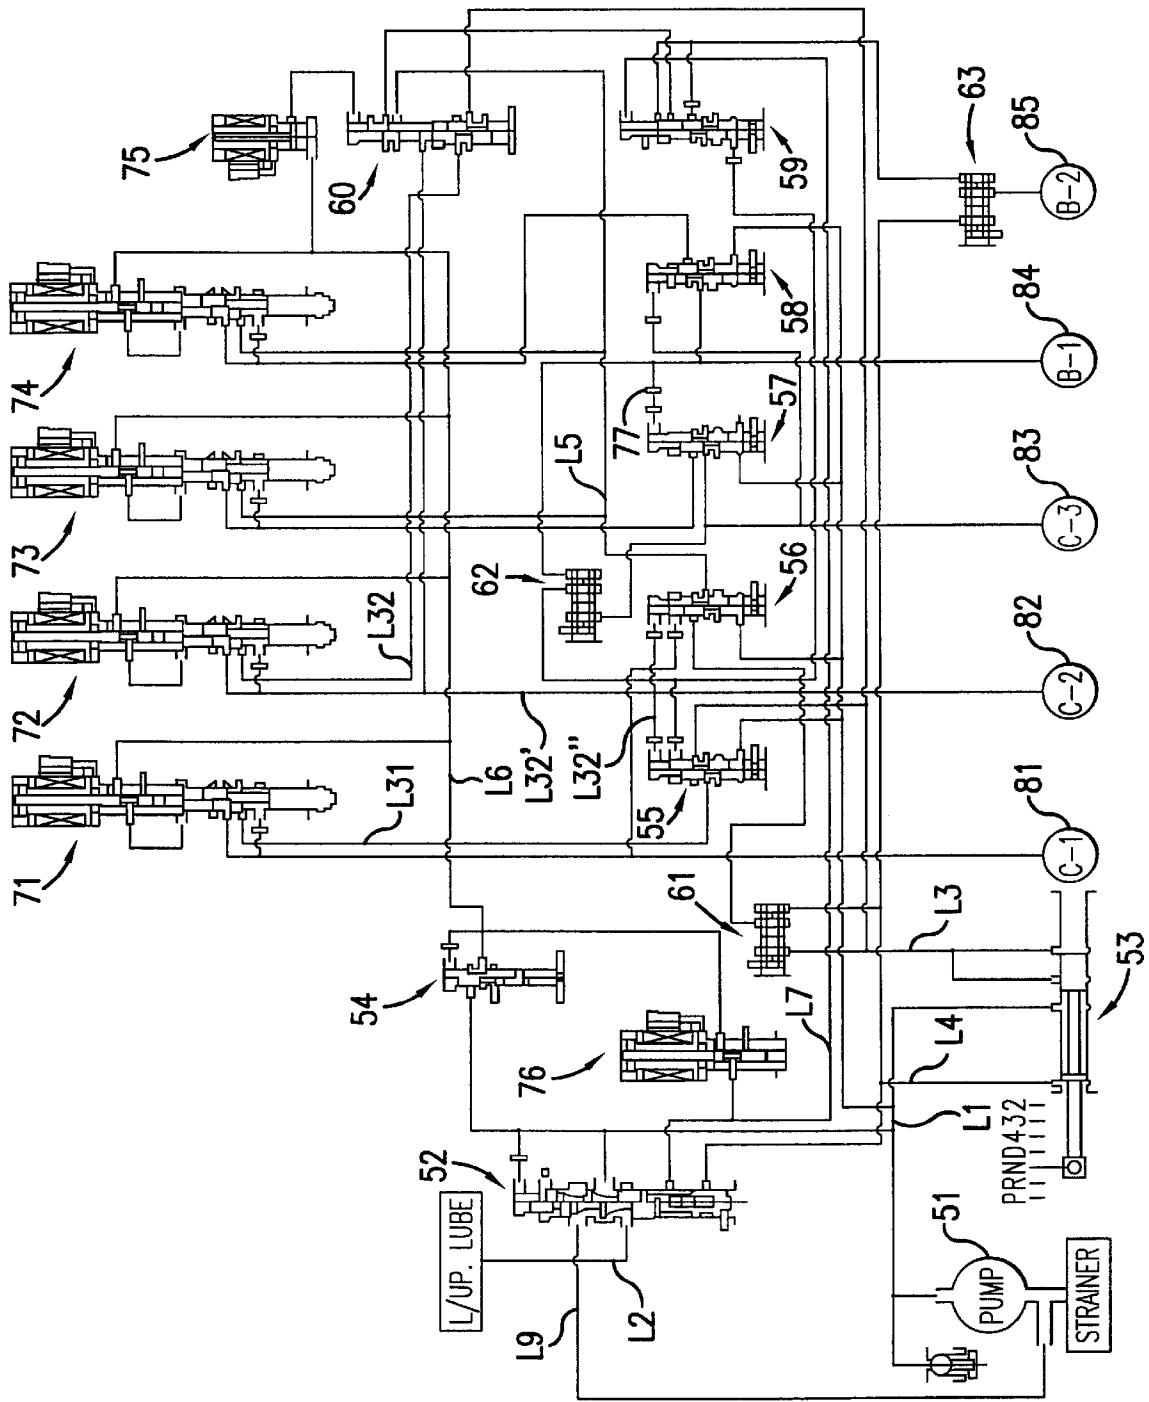 71
72
73
74
75
60
54
L32
L31
L/UP. LUBE
52
62
L6
L9
76
L32'
L5
L32"
77
L2
55
61
56
57
58
59
L7
51
L4
L3
63
L1
PUMP
PRND432
81
82
83
84
85
C-1
C-2
C-3
B-1
B-2
STRAINER
53